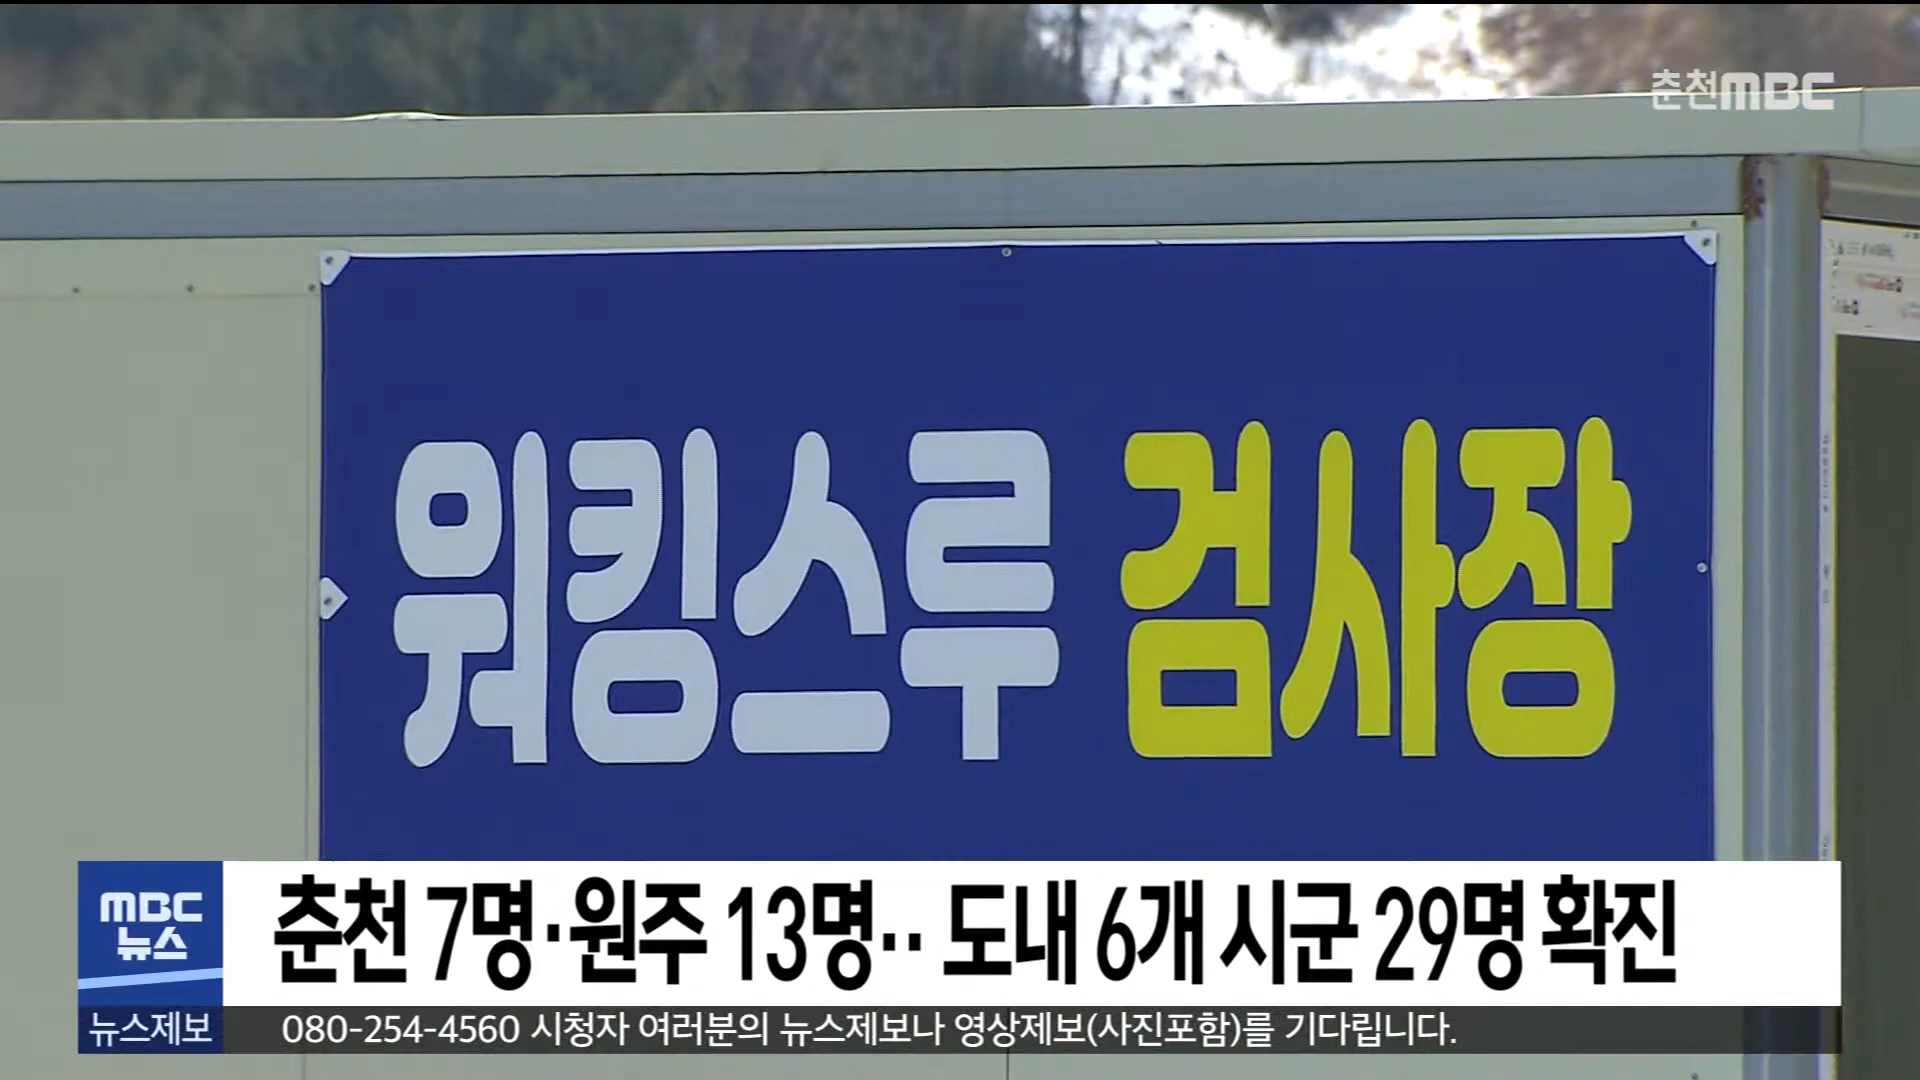 춘천MBC
워킹스루 검사장
MBC
뉴스
춘천 7명·원주 13명‥ 도내 6개 시군 29명 확진
뉴스제보
080-254-4560 시청자 여러분의 뉴스제보나 영상제보(사진포함)를 기다립니다.